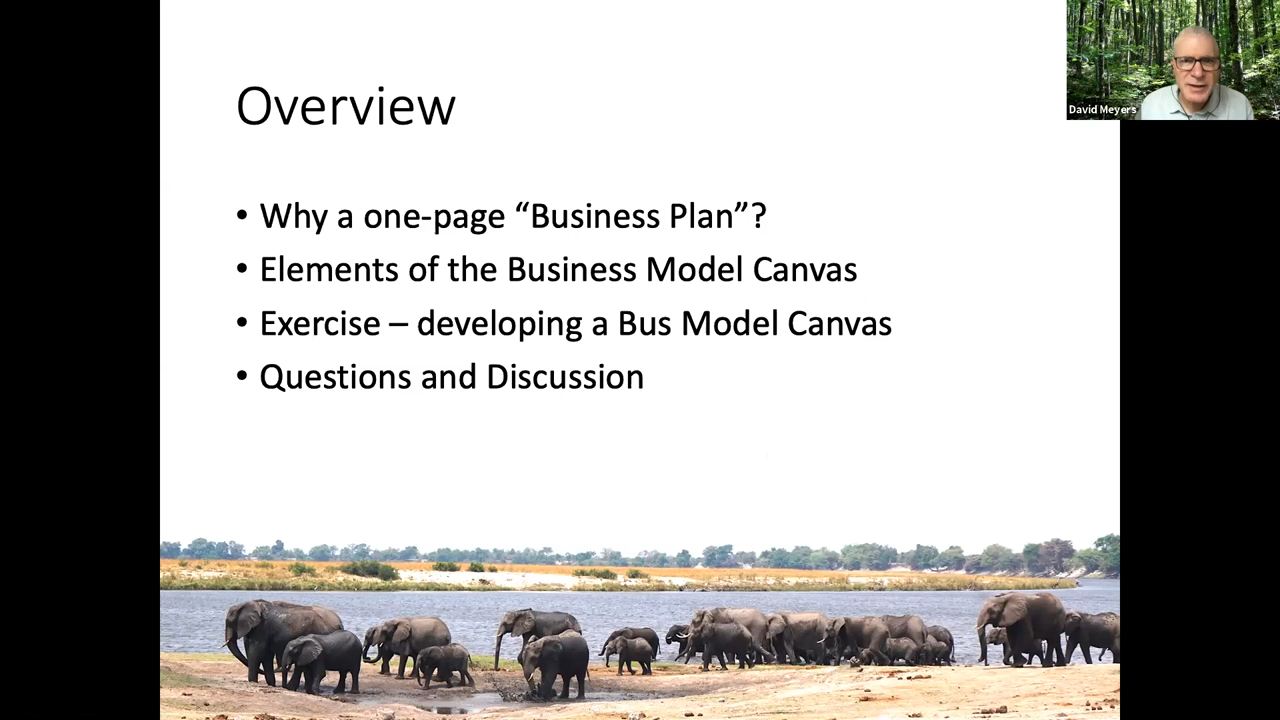 Overview
• Why a one-page “Business Plan”?
• Elements of the Business Model Canvas
• Exercise – developing a Bus Model Canvas
• Questions and Discussion
David Meyers